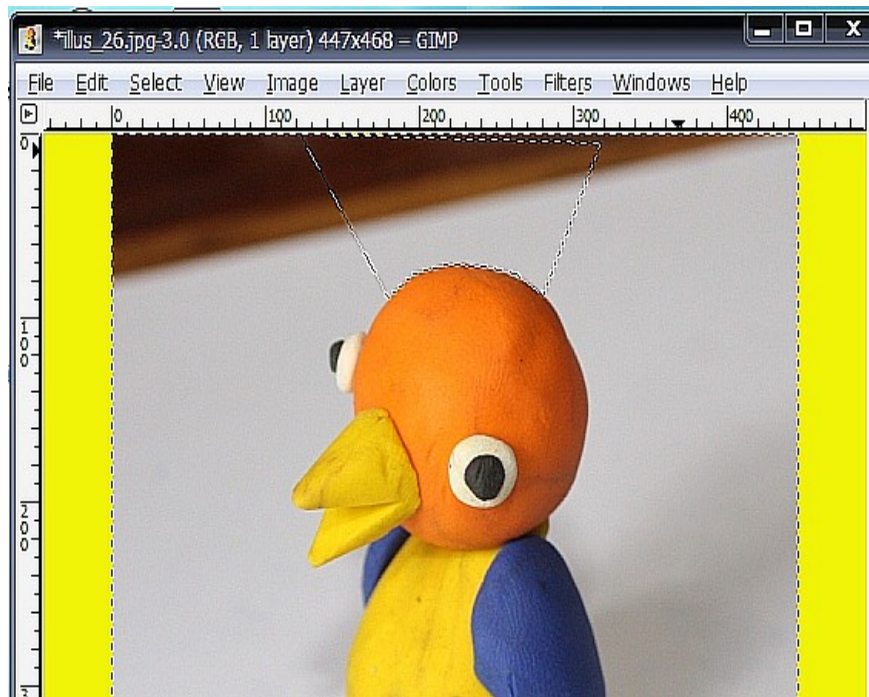 *illus_26.jpg-3.0 (RGB, 1 layer) 447x468 – GIMP
File Edit Select View Image Layer Colors Tools Filters Windows Help
0 100 200 300 400
0
100
200
3